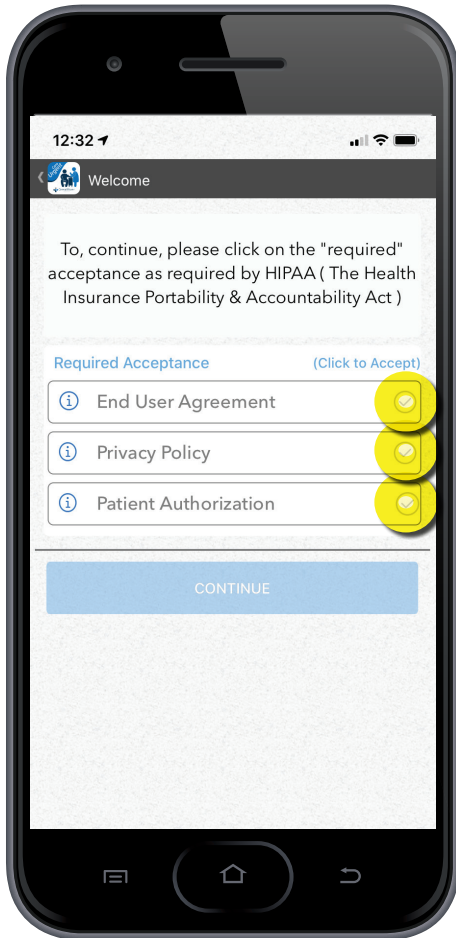 12:32
Welcome
To, continue, please click on the "required"
acceptance as required by HIPAA ( The Health
Insurance Portability & Accountability Act )
Required Acceptance (Click to Accept)
End User Agreement
Privacy Policy
Patient Authorization
CONTINUE